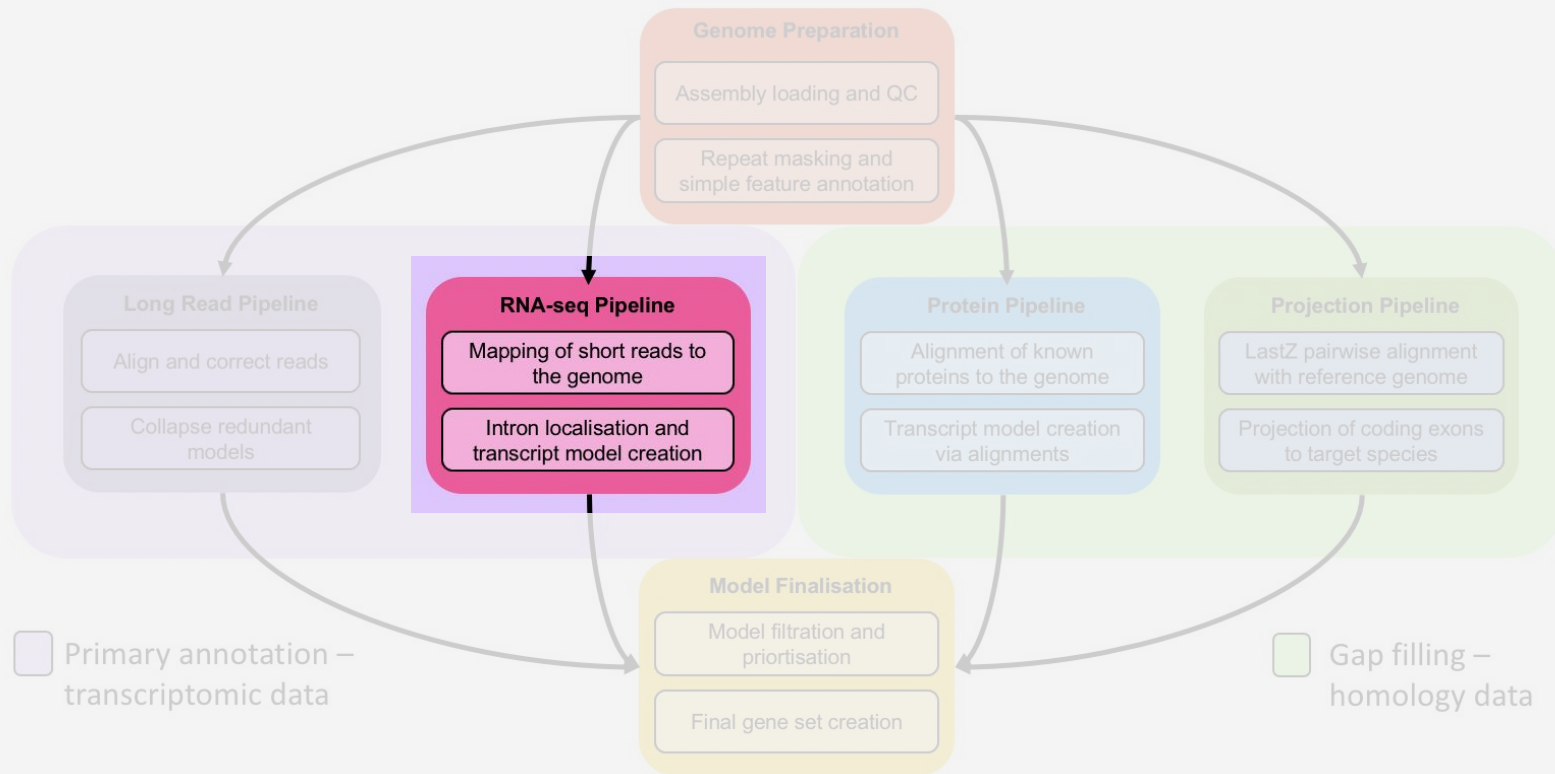 Genome Preparation
Assembly loading and QC
Repeat masking and
simple feature annotation
Long Read Pipeline
Align and correct reads
Collapse redundant
models
RNA-seq Pipeline
Mapping of short reads to
the genome
Intron localisation and
transcript model creation
Protein Pipeline
Alignment of known
proteins to the genome
Transcript model creation
via alignments
Projection Pipeline
LastZ pairwise alignment
with reference genome
Projection of coding exons
to target species
Model Finalisation
Model filtration and
priortisation
Final gene set creation
Primary annotation –
transcriptomic data
Gap filling –
homology data